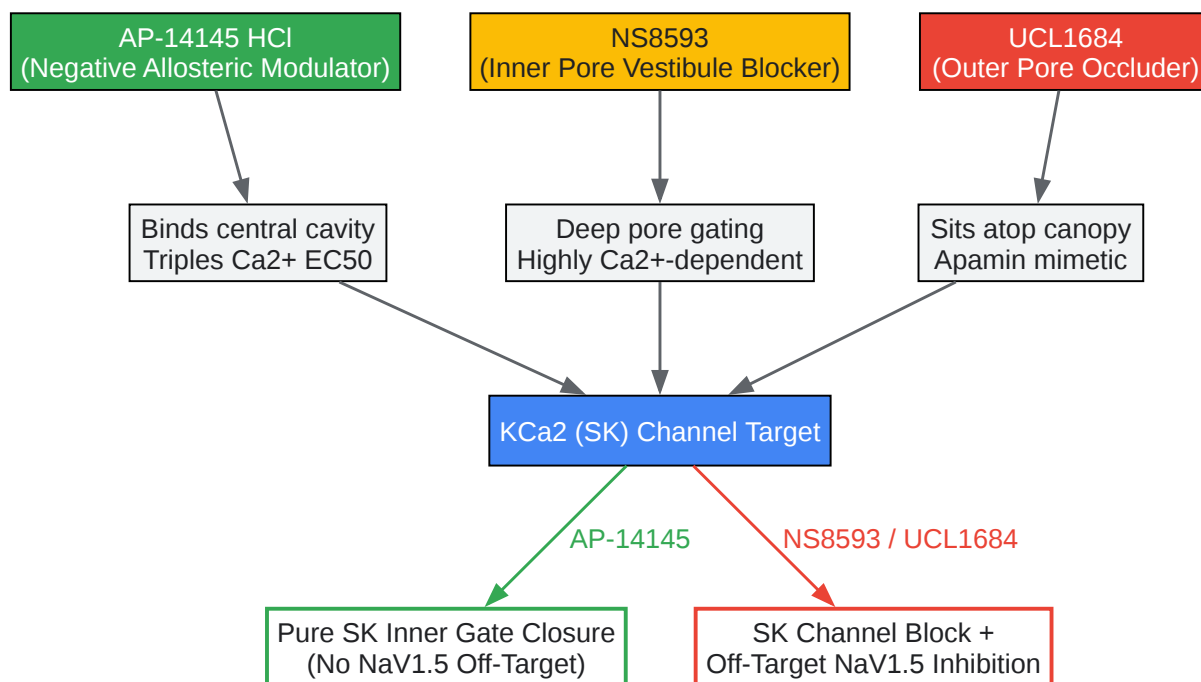 AP-14145 HCl
(Negative Allosteric Modulator)
NS8593
(Inner Pore Vestibule Blocker)
UCL1684
(Outer Pore Occluder)
Binds central cavity
Triples Ca2+ EC50
Deep pore gating
Highly Ca2+-dependent
Sits atop canopy
Apamin mimetic
KCa2 (SK) Channel Target
AP-14145
NS8593 / UCL1684
Pure SK Inner Gate Closure
(No NaV1.5 Off-Target)
SK Channel Block +
Off-Target NaV1.5 Inhibition